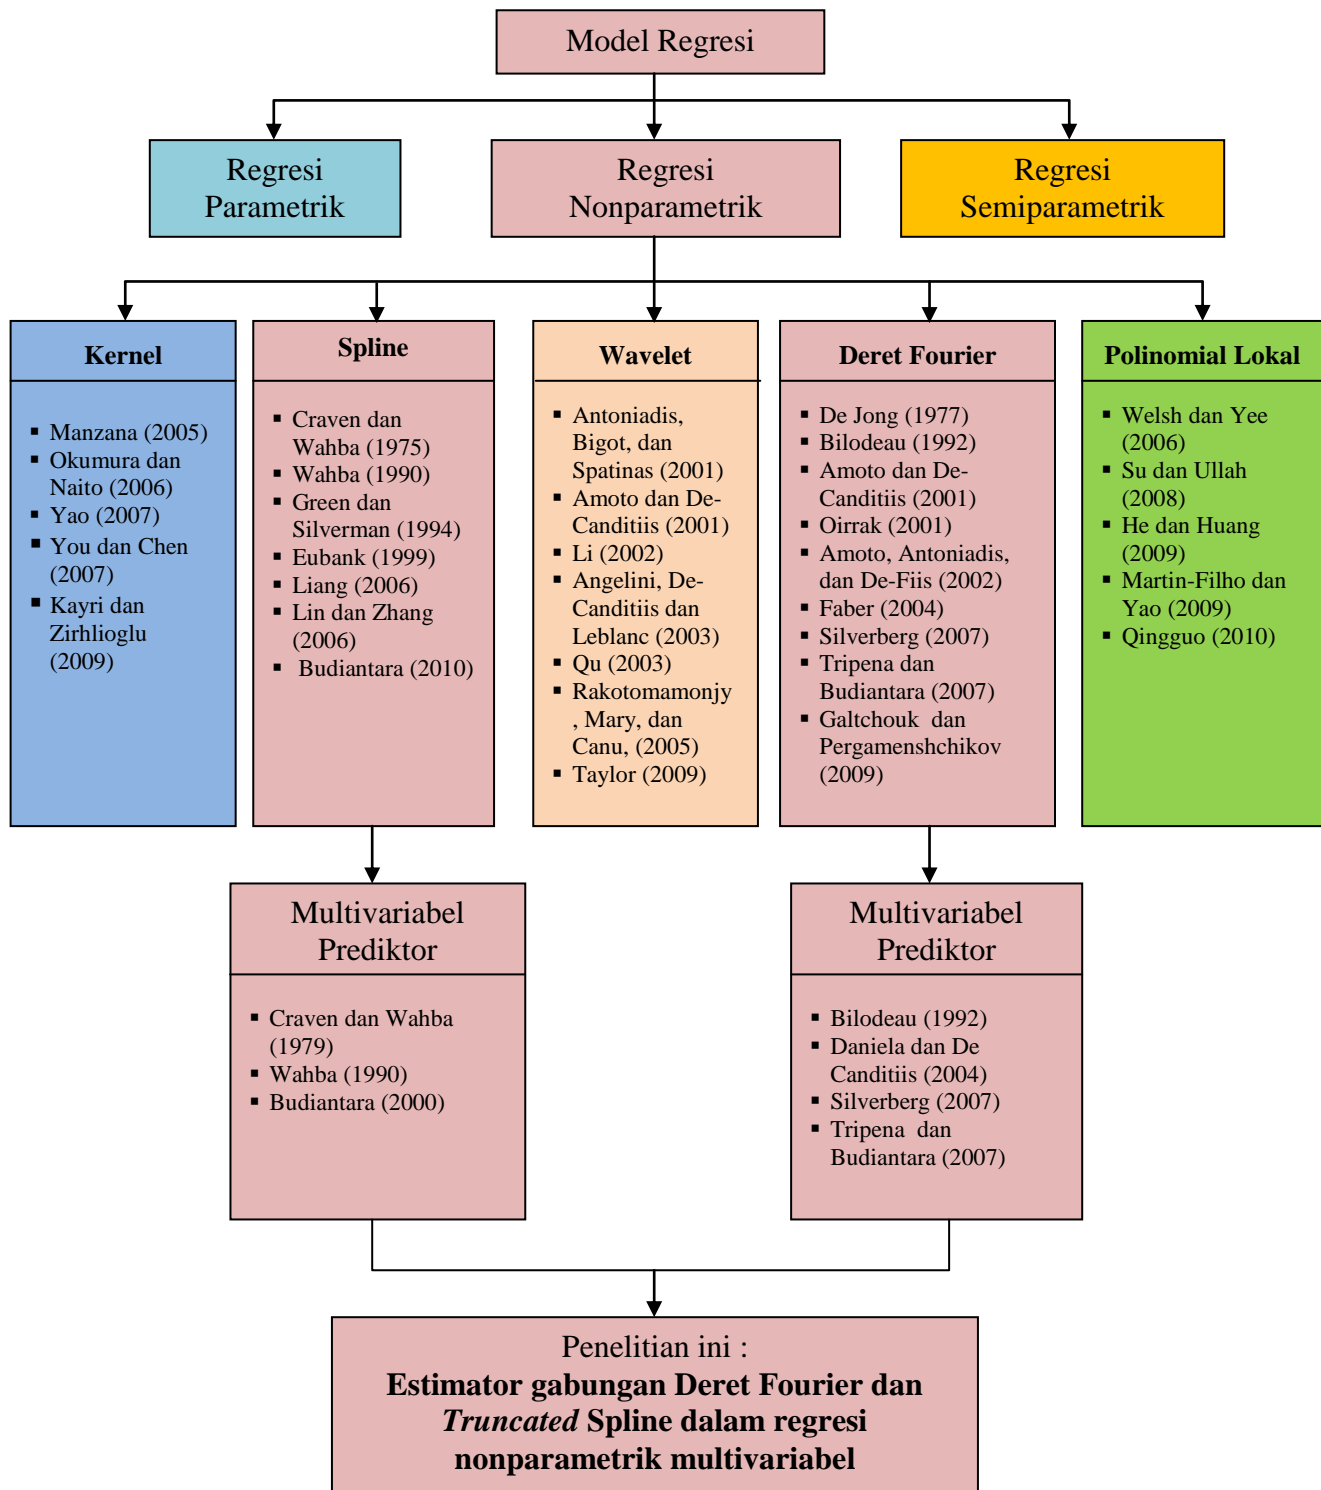 Model Regresi
Regresi
Parametrik
Regresi
Nonparametrik
Regresi
Semiparametrik
Kernel
▪ Manzana (2005)
▪ Okumura dan
Naito (2006)
▪ Yao (2007)
▪ You dan Chen
(2007)
▪ Kayri dan
Zirhlioglu
(2009)
Spline
▪ Craven dan
Wahba (1975)
▪ Wahba (1990)
▪ Green dan
Silverman (1994)
▪ Eubank (1999)
▪ Liang (2006)
▪ Lin dan Zhang
(2006)
▪ Budiantara (2010)
Wavelet
▪ Antoniadis,
Bigot, dan
Spatinas (2001)
▪ Amoto dan De-
Canditiis (2001)
▪ Li (2002)
▪ Angelini, De-
Canditiis dan
Leblanc (2003)
▪ Qu (2003)
▪ Rakotomamonjy
, Mary, dan
Canu, (2005)
▪ Taylor (2009)
Deret Fourier
▪ De Jong (1977)
▪ Bilodeau (1992)
▪ Amoto dan De-
Canditiis (2001)
▪ Oirrak (2001)
▪ Amoto, Antoniadis,
dan De-Fiis (2002)
▪ Faber (2004)
▪ Silverberg (2007)
▪ Tripena dan
Budiantara (2007)
▪ Galtchouk dan
Pergamenshchikov
(2009)
Polinomial Lokal
▪ Welsh dan Yee
(2006)
▪ Su dan Ullah
(2008)
▪ He dan Huang
(2009)
▪ Martin-Filho dan
Yao (2009)
▪ Qingguo (2010)
Multivariabel
Prediktor
▪ Craven dan Wahba
(1979)
▪ Wahba (1990)
▪ Budiantara (2000)
Multivariabel
Prediktor
▪ Bilodeau (1992)
▪ Daniela dan De
Canditiis (2004)
▪ Silverberg (2007)
▪ Tripena dan
Budiantara (2007)
Penelitian ini :
Estimator gabungan Deret Fourier dan
Truncated Spline dalam regresi
nonparametrik multivariabel